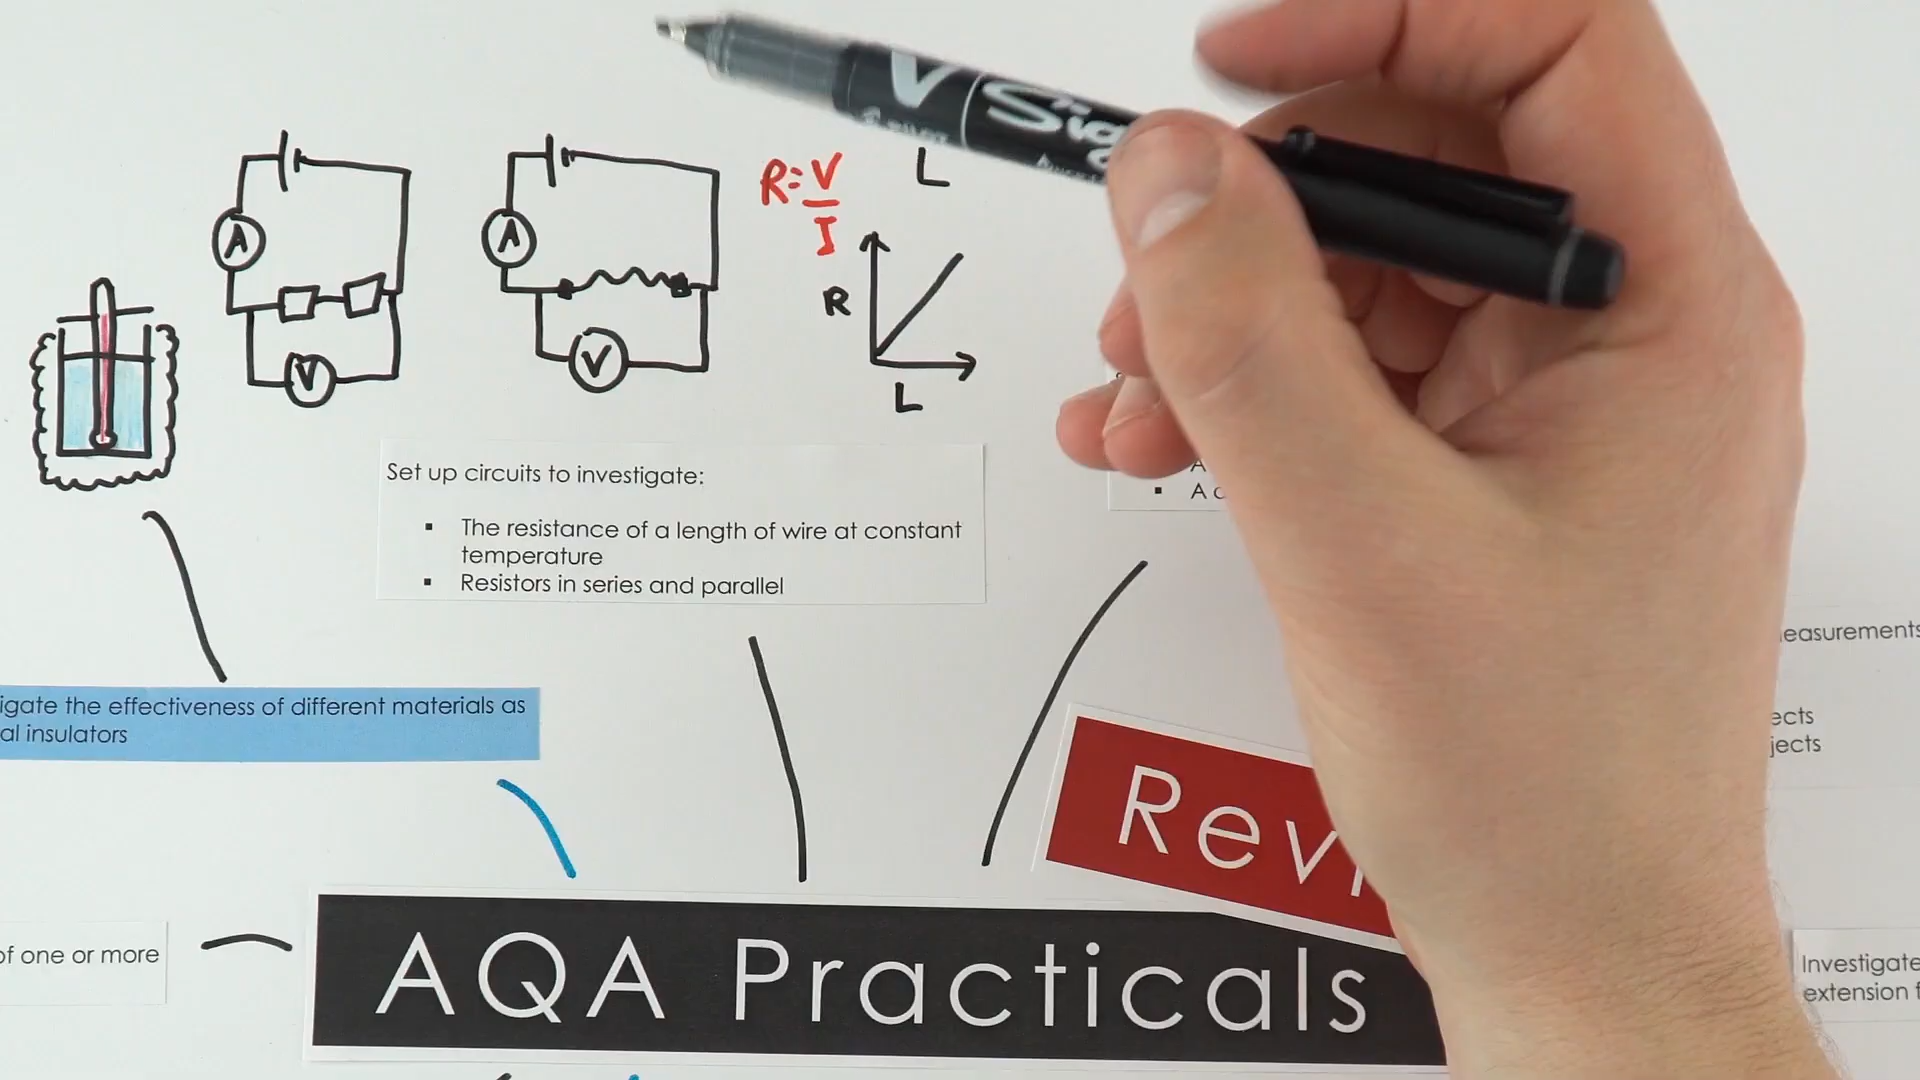 V Sig
L
R=V
I
A
A
R
V
V
L
Set up circuits to investigate:
▪ The resistance of a length of wire at constant
temperature
▪ Resistors in series and parallel
A
▪ A
easurements
igate the effectiveness of different materials as
al insulators
ects
jects
Rev
of one or more
AQA Practicals
Investigate
extension f